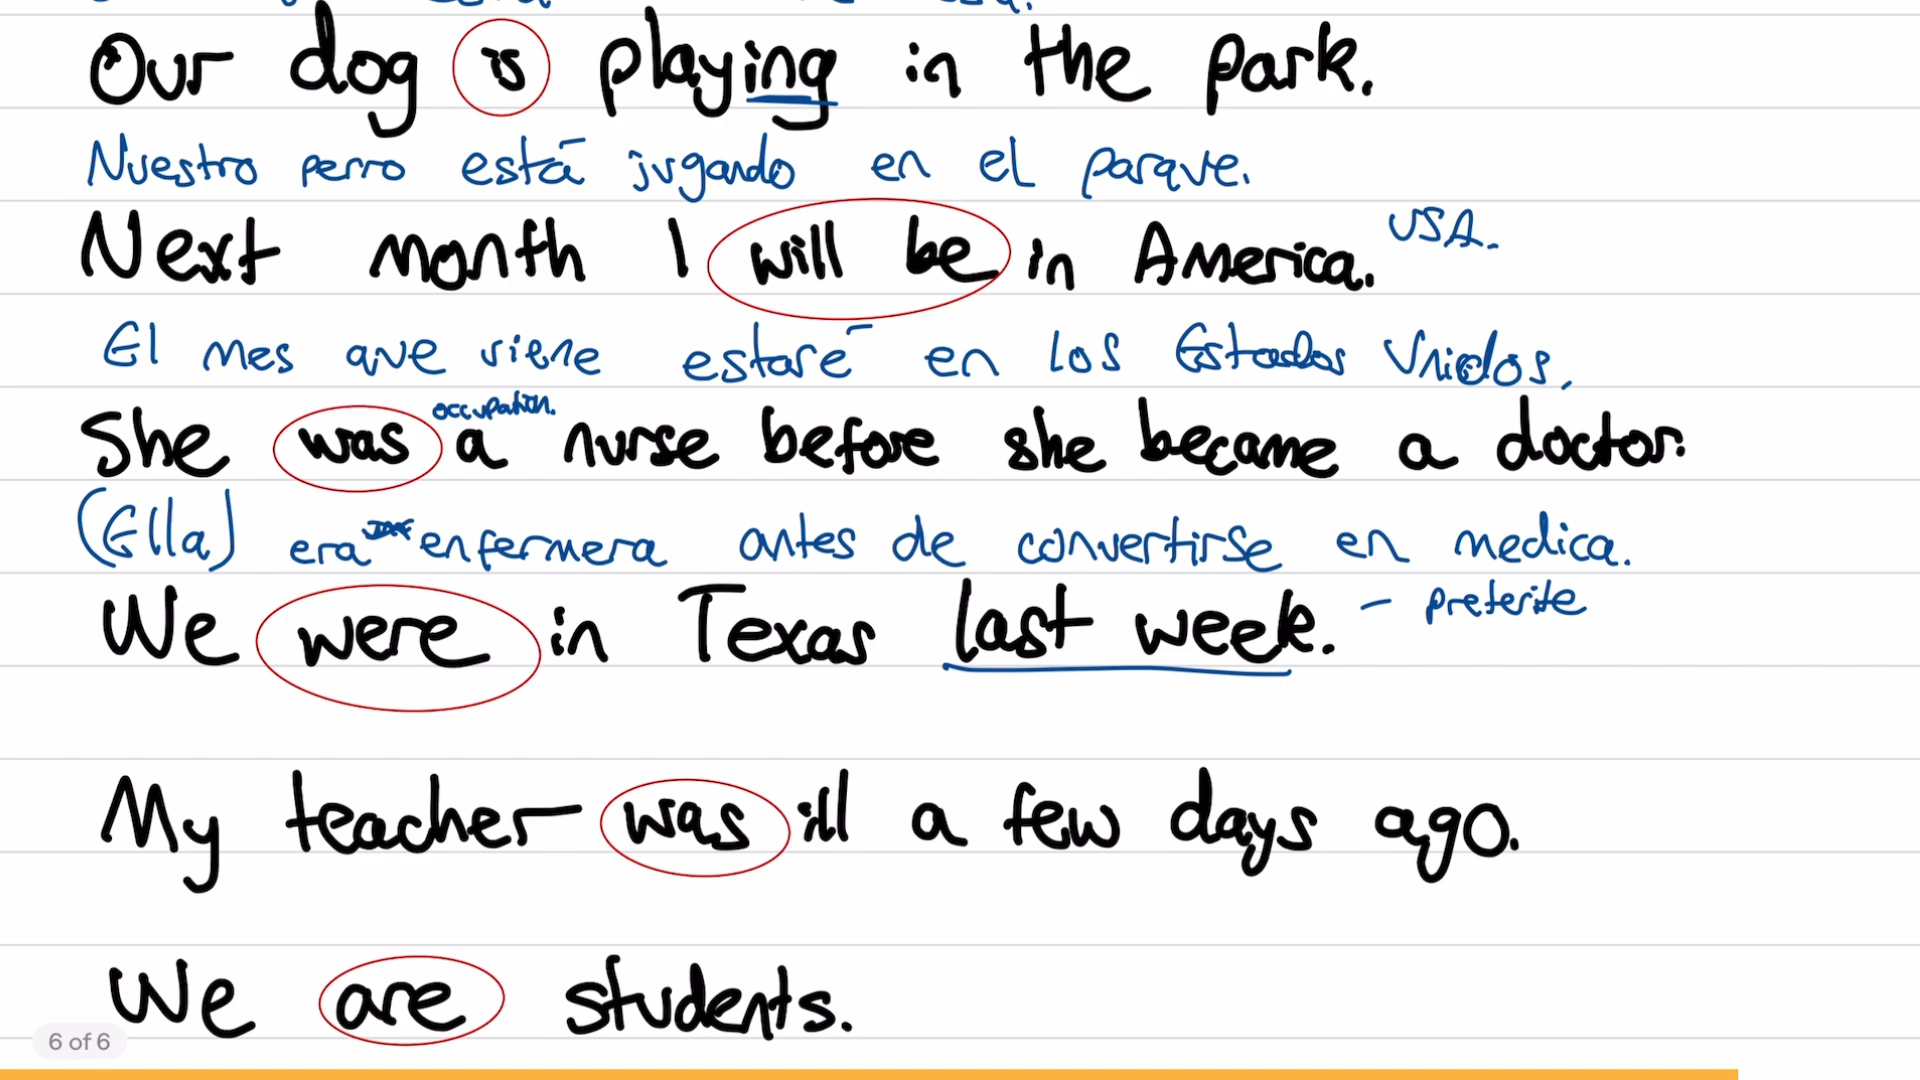 Our dog is playing in the park.
Nuestro perro está jugando en el parque.
Next month I will be in America. USA.
El mes que viene estaré en los Estados Unidos.
occupation.
She was a nurse before she became a doctor.
(Ella) era enfermera antes de convertirse en medica.
We were in Texas last week. - preterite
My teacher was ill a few days ago.
We are students.
6 of 6